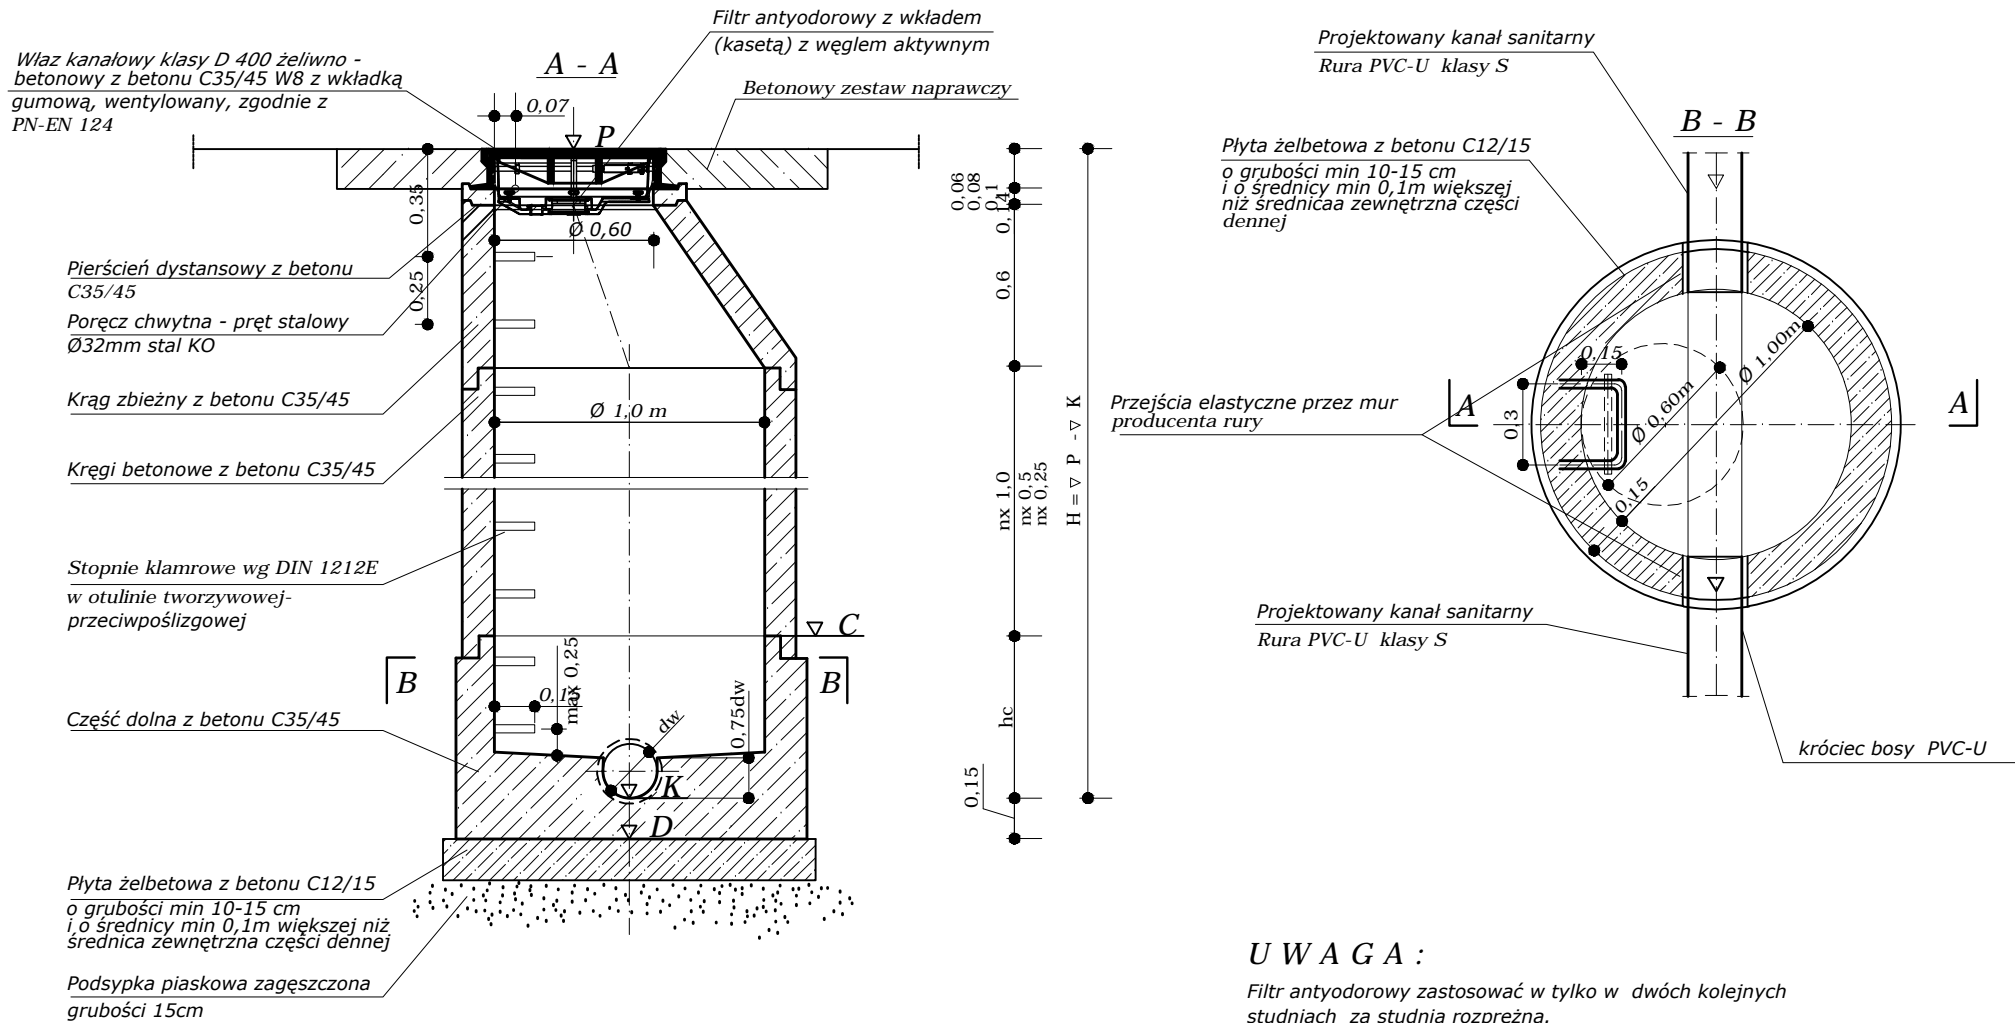 Właz kanałowy klasy D 400 żeliwno -
betonowy z betonu C35/45 W8 z wkładką
gumową, wentylowany, zgodnie z
PN-EN 124
A - A
Filtr antyodorowy z wkładem
(kasetą) z węglem aktywnym
Betonowy zestaw naprawczy
0,07
P
0,35
0,25
Ø 0,60
Pierścień dystansowy z betonu
C35/45
Poręcz chwytna - pręt stalowy
Ø32mm stal KO
Krąg zbieżny z betonu C35/45
Ø 1,0 m
Kręgi betonowe z betonu C35/45
Stopnie klamrowe wg DIN 1212E
w otulinie tworzywowej-
przeciwpoślizgowej
C
B
B
0,15
max 0,25
dw
0,75dw
Część dolna z betonu C35/45
K
D
Płyta żelbetowa z betonu C12/15
o grubości min 10-15 cm
i o średnicy min 0,1m większej niż
średnica zewnętrzna części dennej
Podsypka piaskowa zagęszczona
grubości 15cm
0,06
0,08
0,1
0,14
0,6
nx 1,0
nx 0,5
nx 0,25
H = ▽ P - ▽ K
hc
0,15
Projektowany kanał sanitarny
Rura PVC-U klasy S
B - B
Płyta żelbetowa z betonu C12/15
o grubości min 10-15 cm
i o średnicy min 0,1m większej
niż średnicaa zewnętrzna części
dennej
0,15
Ø 1,00m
Ø 0,60m
0,3
0,15
A
A
Przejścia elastyczne przez mur
producenta rury
Projektowany kanał sanitarny
Rura PVC-U klasy S
króciec bosy PVC-U
U W A G A :
Filtr antyodorowy zastosować w tylko w dwóch kolejnych
studniach za studnia rozprężna.